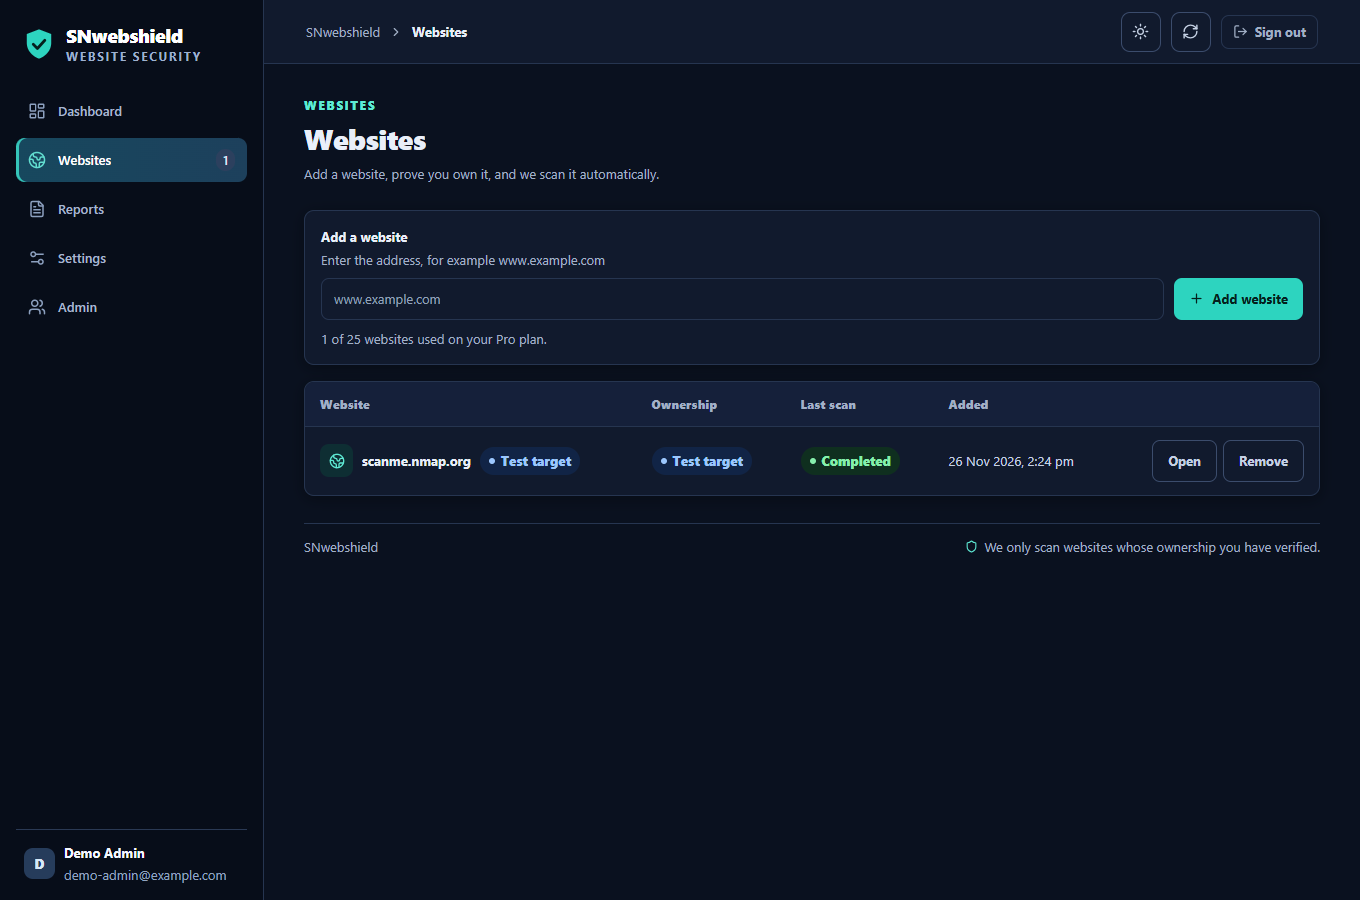 SNwebshield
WEBSITE SECURITY
Dashboard
Websites 1
Reports
Settings
Admin
Demo Admin
D
demo-admin@example.com
SNwebshield > Websites
Sign out
WEBSITES
Websites
Add a website, prove you own it, and we scan it automatically.
Add a website
Enter the address, for example www.example.com
www.example.com
+ Add website
1 of 25 websites used on your Pro plan.
Website Ownership Last scan Added
scanme.nmap.org Test target Test target Completed 26 Nov 2026, 2:24 pm Open Remove
SNwebshield
We only scan websites whose ownership you have verified.